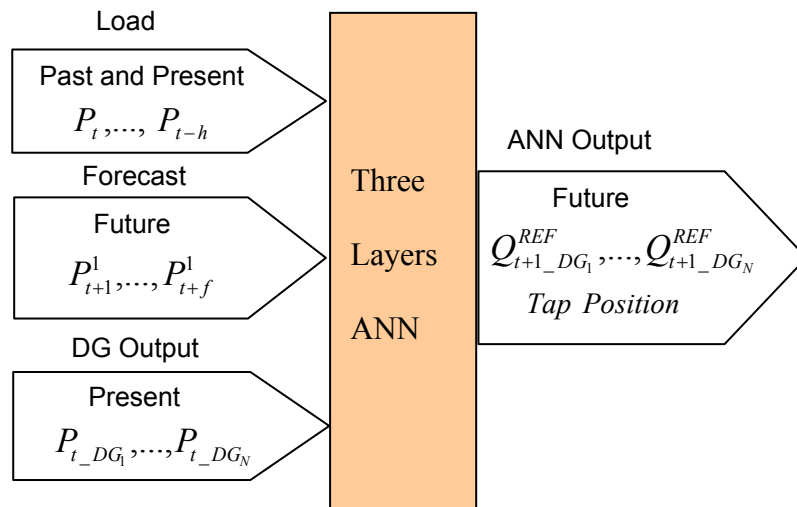 Load
Past and Present
P_t,..., P_{t-h}
Forecast
Future
P^1_{t+1},..., P^1_{t+f}
DG Output
Present
P_{t_DG_1},..., P_{t_DG_N}
Three
Layers
ANN
ANN Output
Future
Q^{REF}_{t+1_DG_1},..., Q^{REF}_{t+1_DG_N}
Tap Position